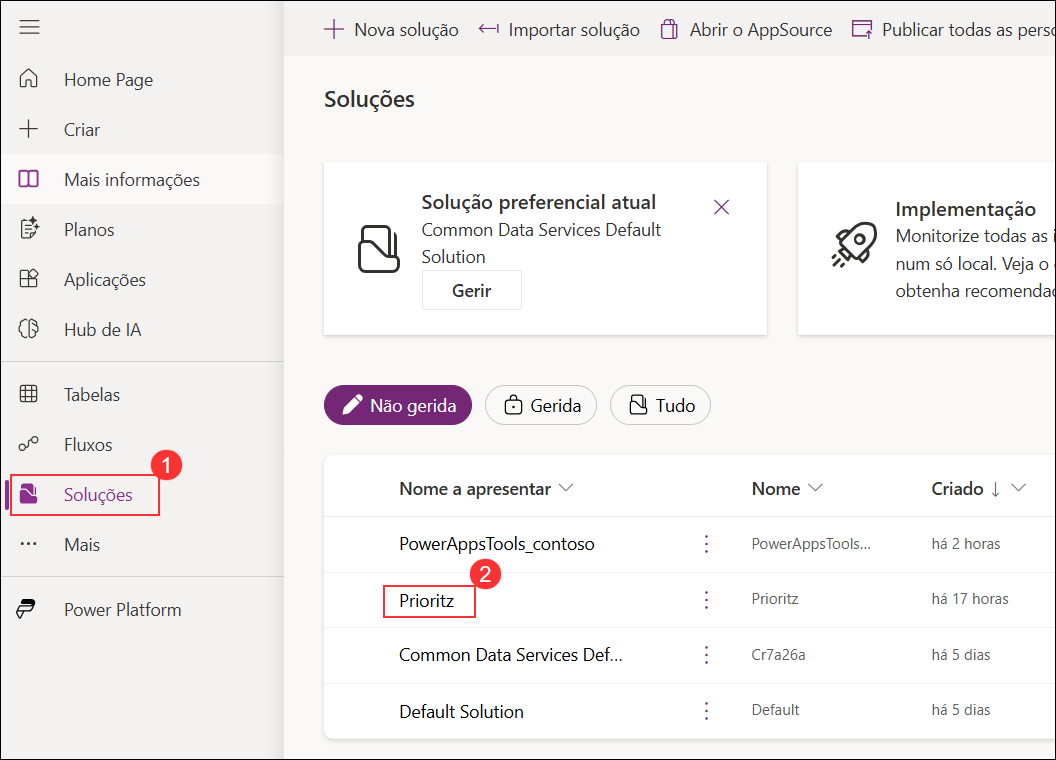 Nova solução
Importar solução
Abrir o AppSource
Publicar todas as perso
Home Page
Criar
Mais informações
Planos
Aplicações
Hub de IA
Tabelas
Fluxos
1
Soluções
Mais
Power Platform
Soluções
Solução preferencial atual
Common Data Services Default
Solution
Gerir
Implementação
Monitorize todas as i
num só local. Veja o
obtenha recomendaç
Não gerida
Gerida
Tudo
Nome a apresentar
Nome
Criado
PowerAppsTools_contoso
PowerAppsTools...
há 2 horas
2
Prioritz
Prioritz
há 17 horas
Common Data Services Def...
Cr7a26a
há 5 dias
Default Solution
Default
há 5 dias